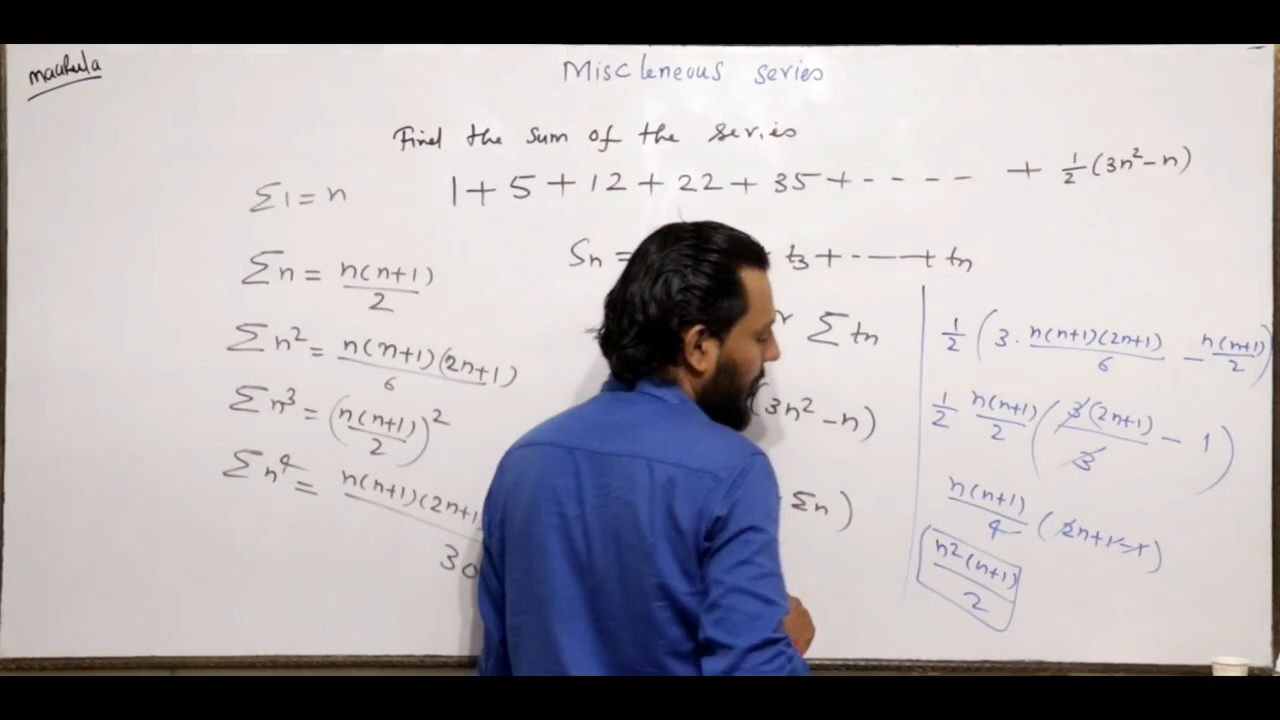 Miscleneous series
Find the sum of the series
1 + 5 + 12 + 22 + 35 + - - - - + 1/2 (3n² - n)
Σ1 = n
Σn = n(n+1)/2
Σn² = n(n+1)(2n+1)/6
Σn³ = (n(n+1)/2)²
Σn⁴ = n(n+1)(2n+1/30
Sn = t3 + - - - + tn
Σtn
(3n² - n)
Σn)
1/2 (3 · n(n+1)(2n+1)/6 - n(n+1)/2)
1/2 n(n+1)/2 (3(2n+1)/3 - 1)
n(n+1)/4 (2n+1-1)
n²(n+1)/2